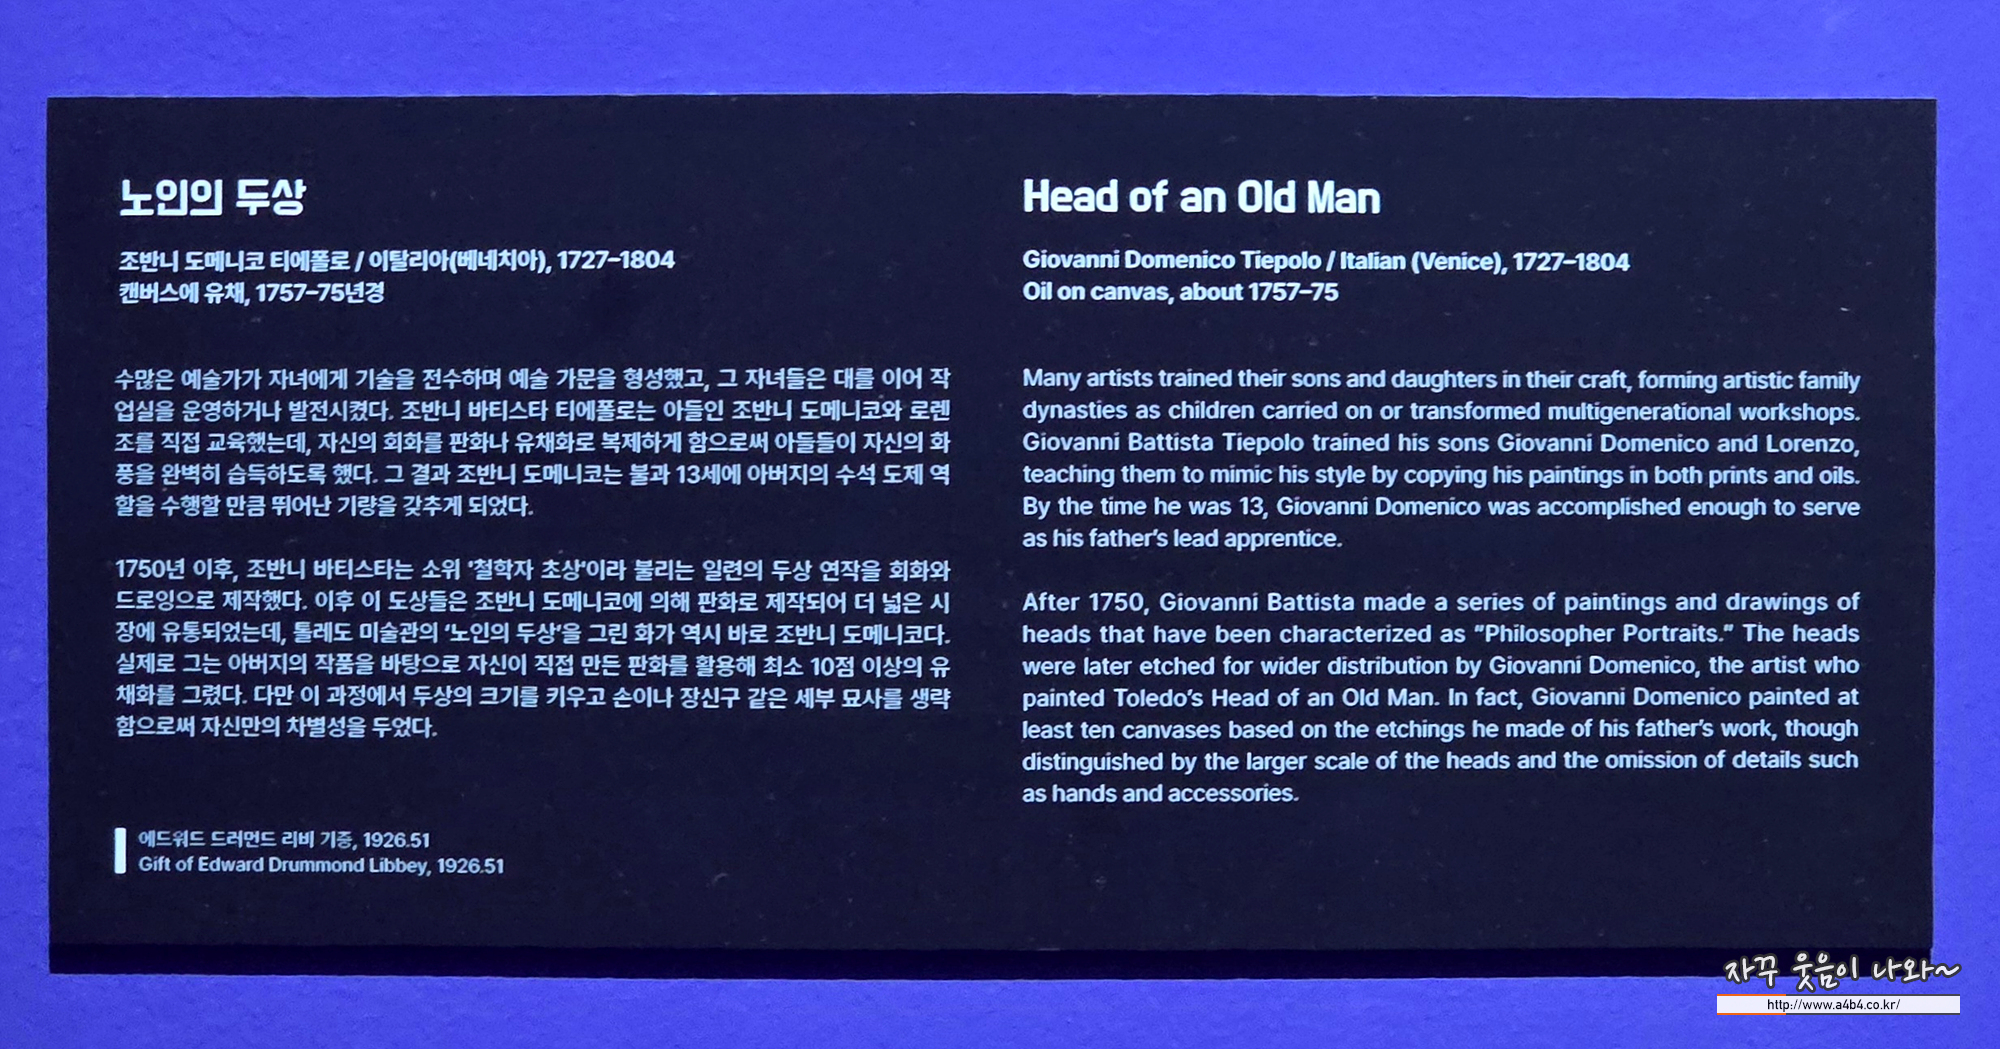 노인의 두상
조반니 도메니코 티에폴로 / 이탈리아(베네치아), 1727–1804
캔버스에 유채, 1757–75년경
수많은 예술가가 자녀에게 기술을 전수하며 예술 가문을 형성했고, 그 자녀들은 대를 이어 작
업실을 운영하거나 발전시켰다. 조반니 바티스타 티에폴로는 아들인 조반니 도메니코와 로렌
조를 직접 교육했는데, 자신의 회화를 판화나 유채화로 복제하게 함으로써 아들들이 자신의 화
풍을 완벽히 습득하도록 했다. 그 결과 조반니 도메니코는 불과 13세에 아버지의 수석 도제 역
할을 수행할 만큼 뛰어난 기량을 갖추게 되었다.
1750년 이후, 조반니 바티스타는 소위 '철학자 초상'이라 불리는 일련의 두상 연작을 회화와
드로잉으로 제작했다. 이후 이 도상들은 조반니 도메니코에 의해 판화로 제작되어 더 넓은 시
장에 유통되었는데, 톨레도 미술관의 '노인의 두상'을 그린 화가 역시 바로 조반니 도메니코다.
실제로 그는 아버지의 작품을 바탕으로 자신이 직접 만든 판화를 활용해 최소 10점 이상의 유
채화를 그렸다. 다만 이 과정에서 두상의 크기를 키우고 손이나 장신구 같은 세부 묘사를 생략
함으로써 자신만의 차별성을 두었다.
에드워드 드러먼드 리비 기증, 1926.51
Gift of Edward Drummond Libbey, 1926.51
Head of an Old Man
Giovanni Domenico Tiepolo / Italian (Venice), 1727–1804
Oil on canvas, about 1757–75
Many artists trained their sons and daughters in their craft, forming artistic family
dynasties as children carried on or transformed multigenerational workshops.
Giovanni Battista Tiepolo trained his sons Giovanni Domenico and Lorenzo,
teaching them to mimic his style by copying his paintings in both prints and oils.
By the time he was 13, Giovanni Domenico was accomplished enough to serve
as his father's lead apprentice.
After 1750, Giovanni Battista made a series of paintings and drawings of
heads that have been characterized as "Philosopher Portraits." The heads
were later etched for wider distribution by Giovanni Domenico, the artist who
painted Toledo's Head of an Old Man. In fact, Giovanni Domenico painted at
least ten canvases based on the etchings he made of his father's work, though
distinguished by the larger scale of the heads and the omission of details such
as hands and accessories.
자꾸 웃음이 나와~
http://www.a4b4.co.kr/